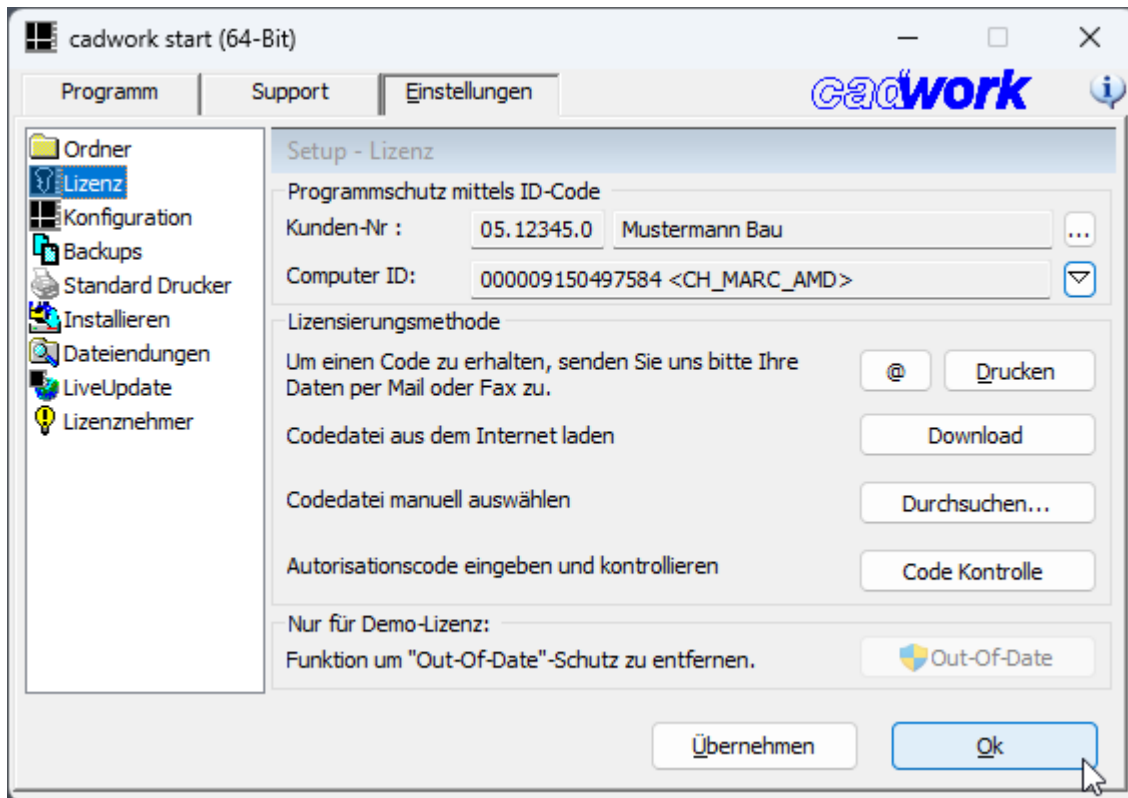 cadwork start (64-Bit)
Programm
Support
Einstellungen
cadwork
Ordner
Lizenz
Konfiguration
Backups
Standard Drucker
Installieren
Dateiendungen
LiveUpdate
Lizenznehmer
Setup - Lizenz
Programmschutz mittels ID-Code
Kunden-Nr : 05.12345.0 Mustermann Bau ...
Computer ID: 000009150497584 <CH_MARC_AMD>
Lizensierungsmethode
Um einen Code zu erhalten, senden Sie uns bitte Ihre
Daten per Mail oder Fax zu.
@ Drucken
Codedatei aus dem Internet laden Download
Codedatei manuell auswählen Durchsuchen...
Autorisationscode eingeben und kontrollieren Code Kontrolle
Nur für Demo-Lizenz:
Funktion um "Out-Of-Date"-Schutz zu entfernen. Out-Of-Date
Übernehmen Ok